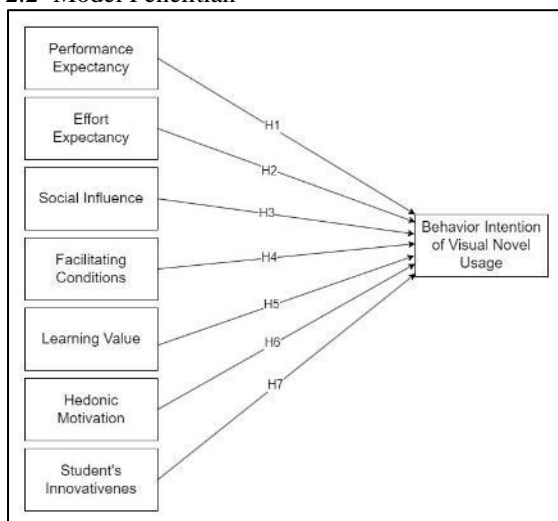 2.2 Model Penelitian
Performance
Expectancy
H1
Effort
Expectancy
H2
Social Influence
H3
Behavior Intention
of Visual Novel
Usage
Facilitating
Conditions
H4
Learning Value
H5
Hedonic
Motivation
H6
H7
Student's
Innovativenes